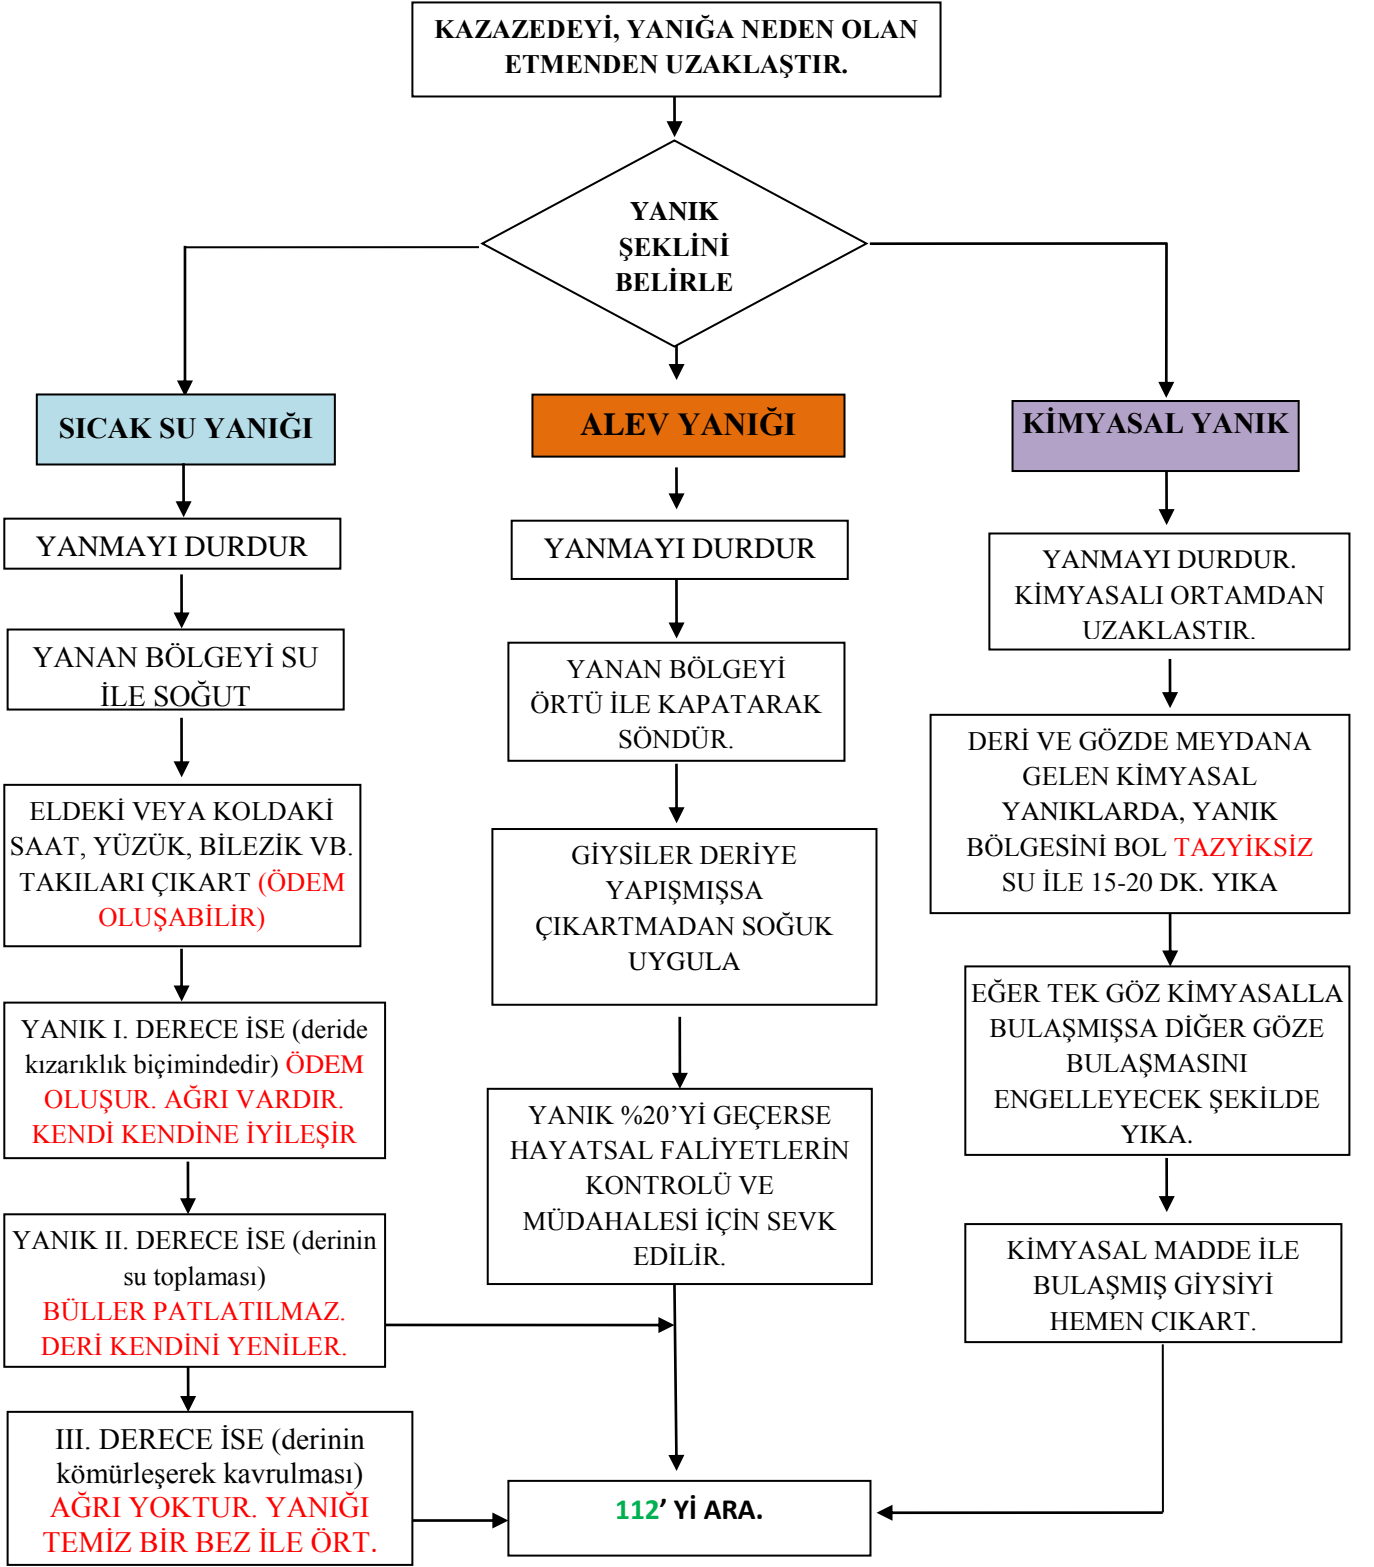 KAZAZEDEYİ, YANIĞA NEDEN OLAN
ETMENDEN UZAKLAŞTIR.
YANIK
ŞEKLİNİ
BELİRLE
SICAK SU YANIĞI
YANMAYI DURDUR
YANAN BÖLGEYİ SU
İLE SOĞUT
ELDEKİ VEYA KOLDAKİ
SAAT, YÜZÜK, BİLEZİK VB.
TAKILARI ÇIKART (ÖDEM
OLUŞABİLİR)
YANIK I. DERECE İSE (deride
kızarıklık biçimindedir) ÖDEM
OLUŞUR. AĞRI VARDIR.
KENDİ KENDİNE İYİLEŞİR
YANIK II. DERECE İSE (derinin
su toplaması)
BÜLLER PATLATILMAZ.
DERİ KENDİNİ YENİLER.
III. DERECE İSE (derinin
kömürleşerek kavrulması)
AĞRI YOKTUR. YANIĞI
TEMİZ BİR BEZ İLE ÖRT.
ALEV YANIĞI
YANMAYI DURDUR
YANAN BÖLGEYİ
ÖRTÜ İLE KAPATARAK
SÖNDÜR.
GİYSİLER DERİYE
YAPIŞMIŞSA
ÇIKARTMADAN SOĞUK
UYGULA
YANIK %20’Yİ GEÇERSE
HAYATSAL FALİYETLERİN
KONTROLÜ VE
MÜDAHALESİ İÇİN SEVK
EDİLİR.
KİMYASAL YANIK
YANMAYI DURDUR.
KİMYASALI ORTAMDAN
UZAKLASTIR.
DERİ VE GÖZDE MEYDANA
GELEN KİMYASAL
YANIKLARDA, YANIK
BÖLGESİNİ BOL TAZYİKSİZ
SU İLE 15-20 DK. YIKA
EĞER TEK GÖZ KİMYASALLA
BULAŞMIŞSA DİĞER GÖZE
BULAŞMASINI
ENGELLEYECEK ŞEKİLDE
YIKA.
KİMYASAL MADDE İLE
BULAŞMIŞ GİYSİYİ
HEMEN ÇIKART.
112’ Yİ ARA.